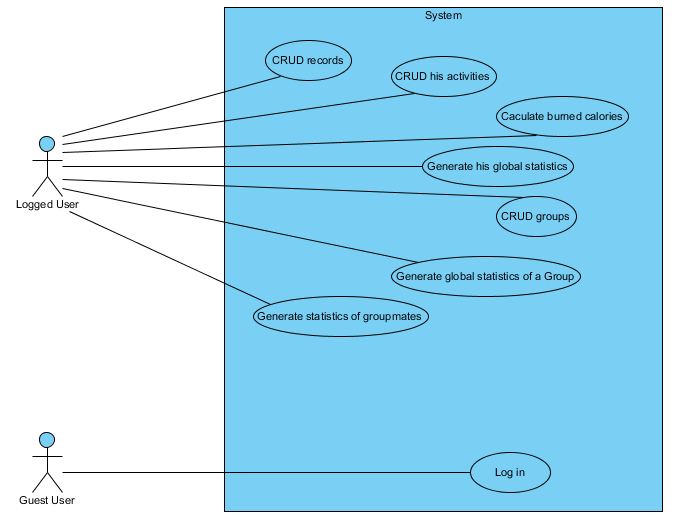 System
CRUD records
CRUD his activities
Caculate burned calories
Generate his global statistics
Logged User
CRUD groups
Generate global statistics of a Group
Generate statistics of groupmates
Log in
Guest User